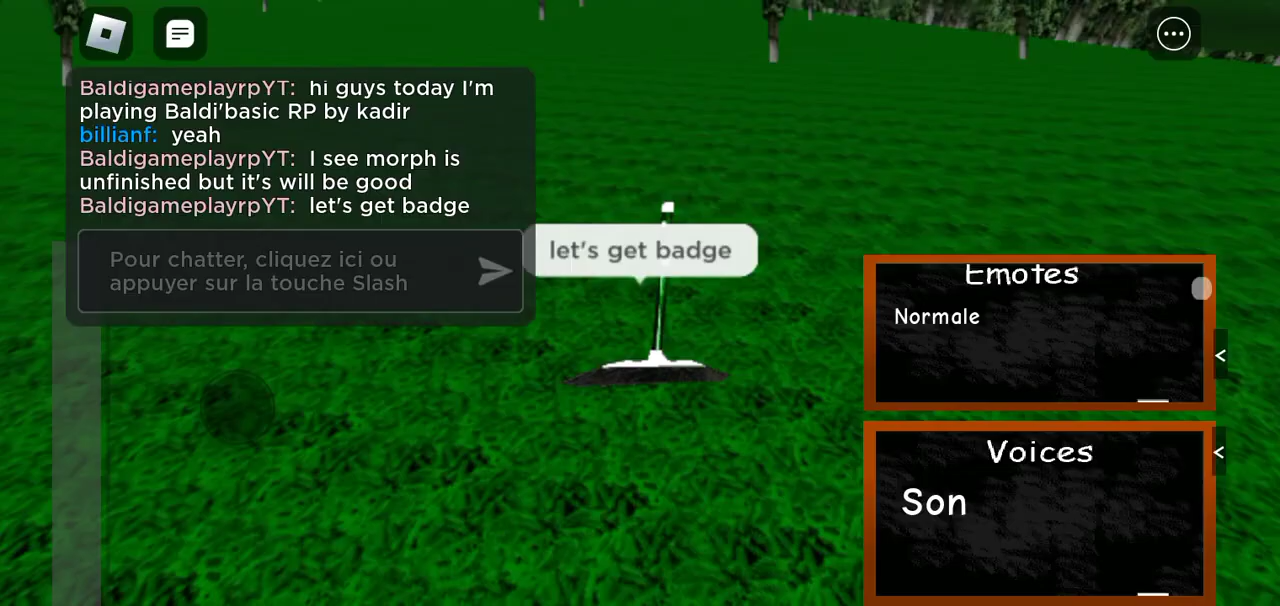 BaldigameplayrpYT: hi guys today I'm
playing Baldi'basic RP by kadir
billianf: yeah
BaldigameplayrpYT: I see morph is
unfinished but it's will be good
BaldigameplayrpYT: let's get badge
Pour chatter, cliquez ici ou
appuyer sur la touche Slash
let's get badge
Emotes
Normale
<
Voices
<
Son